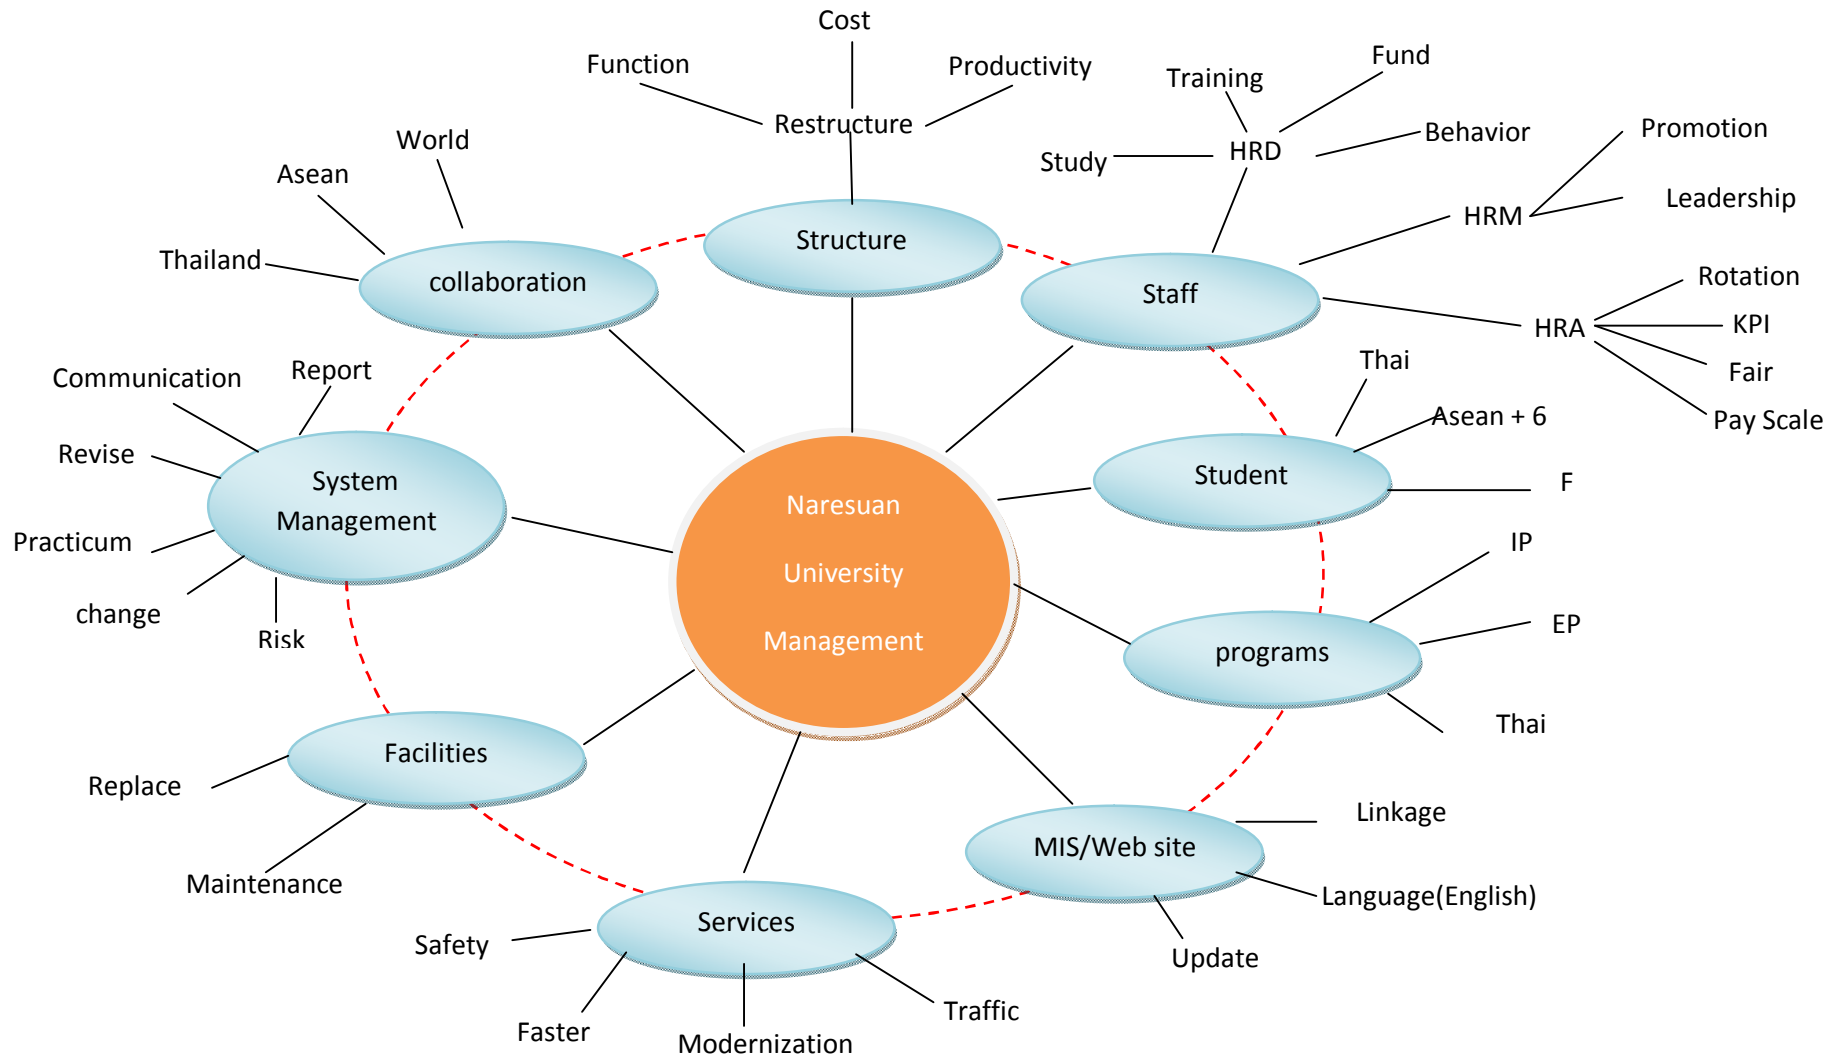 Cost
Function
Productivity
Restructure
Structure
Training
Fund
Study
HRD
Behavior
Promotion
HRM
Leadership
Staff
Rotation
HRA
KPI
Fair
Pay Scale
World
Asean
Thailand
collaboration
Thai
Asean + 6
Student
F
Communication
Report
Revise
System
Management
Practicum
change
Risk
Naresuan
University
Management
IP
EP
programs
Thai
Facilities
Replace
Maintenance
Linkage
MIS/Web site
Language(English)
Update
Services
Safety
Faster
Modernization
Traffic